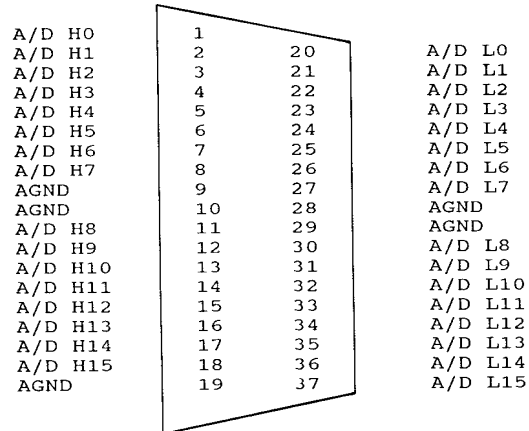 A/D H0 1
A/D H1 2 20 A/D L0
A/D H2 3 21 A/D L1
A/D H3 4 22 A/D L2
A/D H4 5 23 A/D L3
A/D H5 6 24 A/D L4
A/D H6 7 25 A/D L5
A/D H7 8 26 A/D L6
AGND 9 27 A/D L7
AGND 10 28 AGND
A/D H8 11 29 AGND
A/D H9 12 30 A/D L8
A/D H10 13 31 A/D L9
A/D H11 14 32 A/D L10
A/D H12 15 33 A/D L11
A/D H13 16 34 A/D L12
A/D H14 17 35 A/D L13
A/D H15 18 36 A/D L14
AGND 19 37 A/D L15